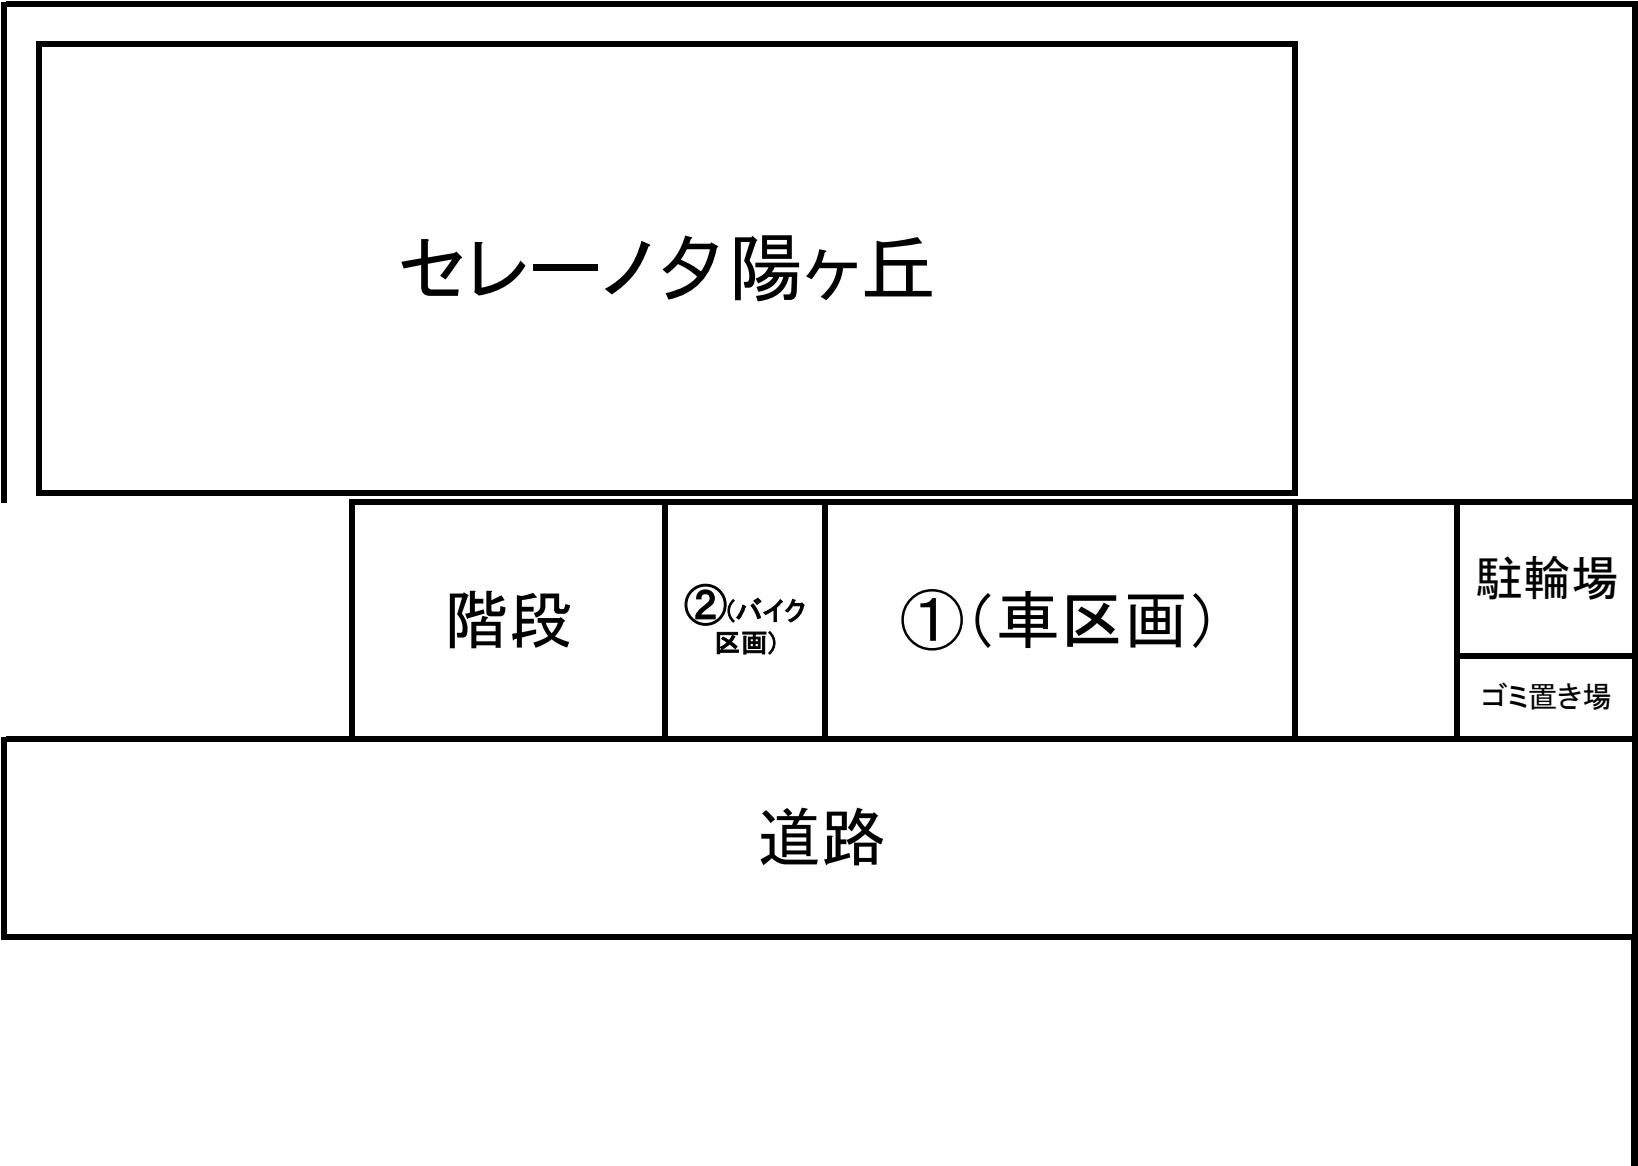 セレーノ夕陽ヶ丘
階段
②(バイク
区画)
①(車区画)
駐輪場
ゴミ置き場
道路